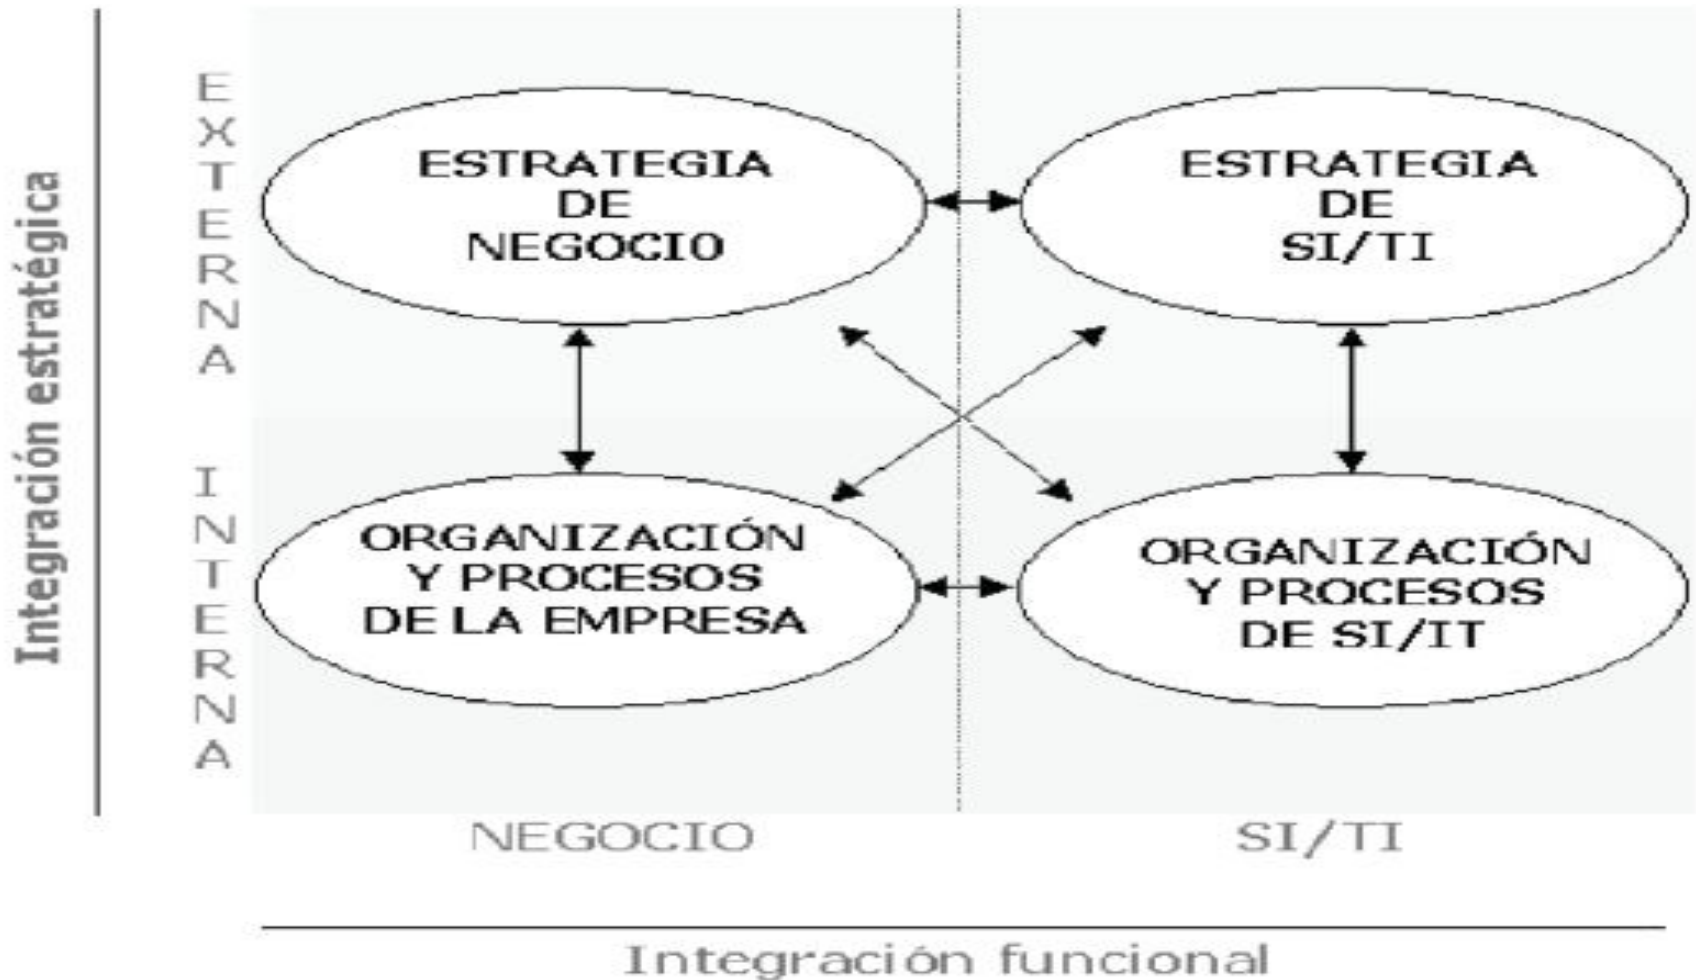 Integración estratégica
EXTERNA
INTERNA
ESTRATEGIA
DE
NEGOCIO
ESTRATEGIA
DE
SI/TI
ORGANIZACIÓN
Y PROCESOS
DE LA EMPRESA
ORGANIZACIÓN
Y PROCESOS
DE SI/IT
NEGOCIO
SI/TI
Integración funcional